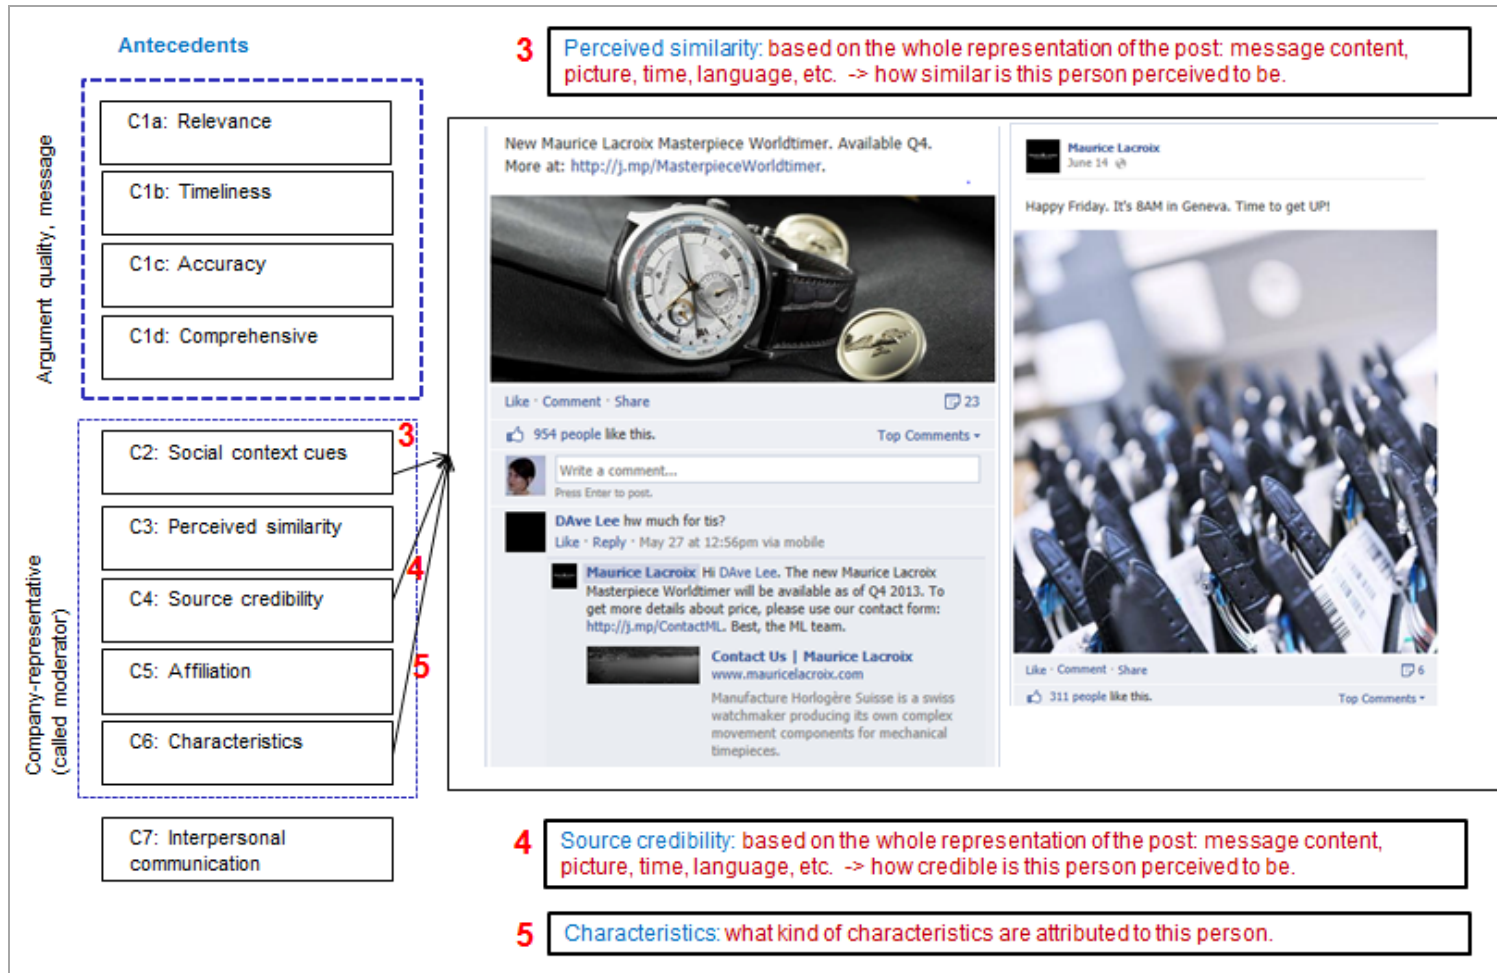 Antecedents
Argument quality, message
C1a: Relevance
C1b: Timeliness
C1c: Accuracy
C1d: Comprehensive
Company-representative
(called moderator)
C2: Social context cues
C3: Perceived similarity
C4: Source credibility
C5: Affiliation
C6: Characteristics
C7: Interpersonal
communication
3
4
5
3
Perceived similarity: based on the whole representation of the post: message content,
picture, time, language, etc. -> how similar is this person perceived to be.
New Maurice Lacroix Masterpiece Worldtimer. Available Q4.
More at: http://j.mp/MasterpieceWorldtimer.
Like · Comment · Share
23
954 people like this.
Top Comments
Write a comment...
Press Enter to post.
DAve Lee hw much for tis?
Like · Reply · May 27 at 12:56pm via mobile
Maurice Lacroix Hi DAve Lee. The new Maurice Lacroix
Masterpiece Worldtimer will be available as of Q4 2013. To
get more details about price, please use our contact form:
http://j.mp/ContactML. Best, the ML team.
Contact Us | Maurice Lacroix
www.mauricelacroix.com
Manufacture Horlogère Suisse is a swiss
watchmaker producing its own complex
movement components for mechanical
timepieces.
Maurice Lacroix
June 14
Happy Friday. It's 8AM in Geneva. Time to get UP!
Like · Comment · Share
6
311 people like this.
Top Comments
4
Source credibility: based on the whole representation of the post: message content,
picture, time, language, etc. -> how credible is this person perceived to be.
5
Characteristics: what kind of characteristics are attributed to this person.